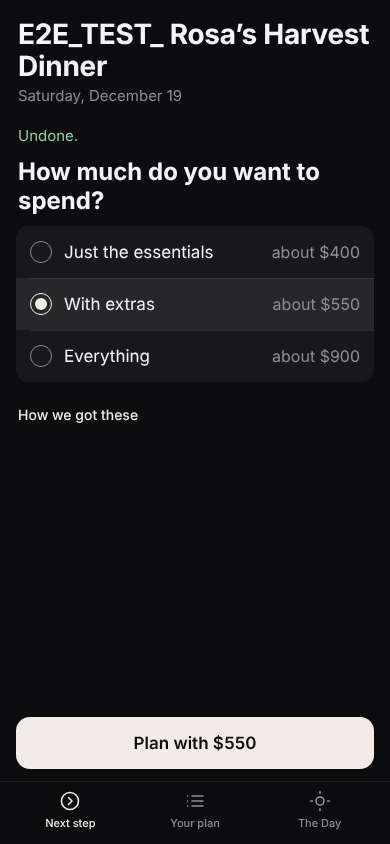 E2E_TEST_ Rosa’s Harvest
Dinner
Saturday, December 19
Undone.
How much do you want to
spend?
Just the essentials about $400
With extras about $550
Everything about $900
How we got these
Plan with $550
Next step Your plan The Day